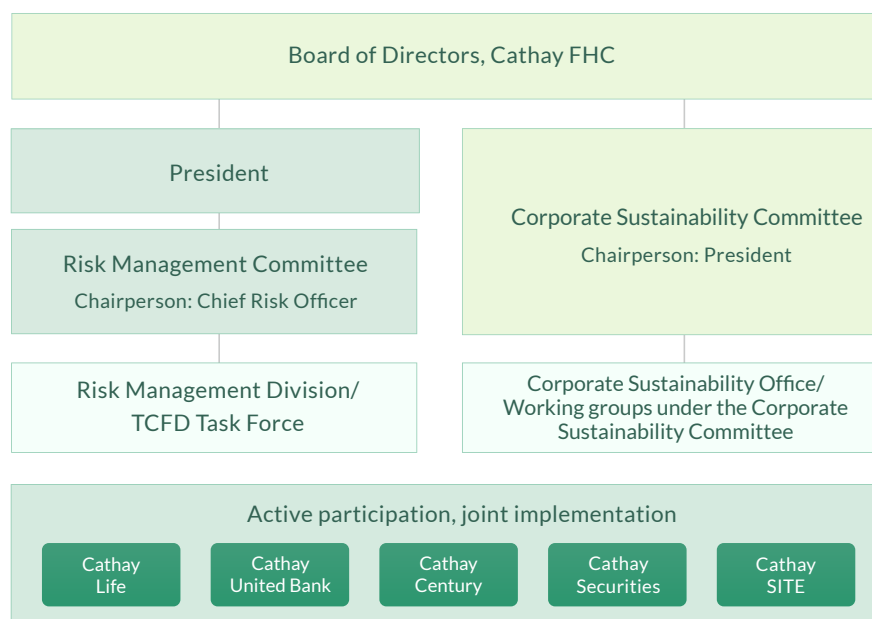 Board of Directors, Cathay FHC
President
Risk Management Committee
Chairperson: Chief Risk Officer
Risk Management Division/
TCFD Task Force
Corporate Sustainability Committee
Chairperson: President
Corporate Sustainability Office/
Working groups under the Corporate
Sustainability Committee
Active participation, joint implementation
Cathay
Life
Cathay
United Bank
Cathay
Century
Cathay
Securities
Cathay
SITE